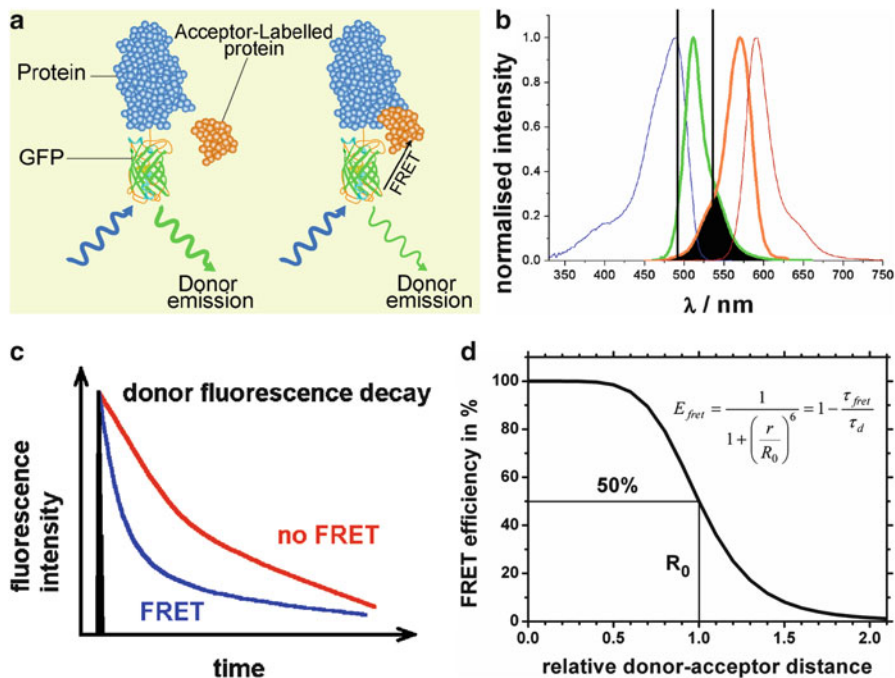 a
Acceptor-Labelled
protein
Protein
GFP
FRET
Donor
emission
Donor
emission
b
normalised intensity
1.0
0.8
0.6
0.4
0.2
0.0
350 400 450 500 550 600 650 700 750
λ / nm
c
donor fluorescence decay
fluorescence
intensity
no FRET
FRET
time
d
FRET efficiency in %
100
80
60
40
20
0
E_fret = 1 / (1 + (r / R_0)^6) = 1 - τ_fret / τ_d
50%
R_0
0.0 0.5 1.0 1.5 2.0
relative donor-acceptor distance